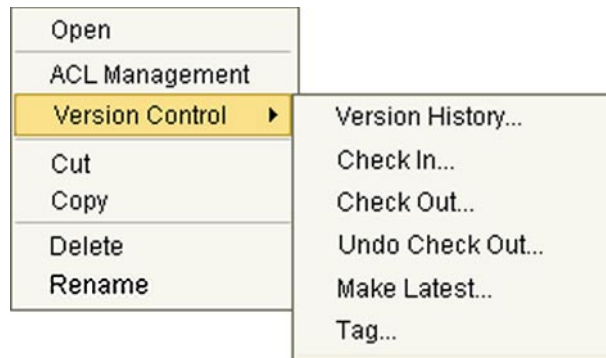 Open
ACL Management
Version Control
Cut
Copy
Delete
Rename
Version History...
Check In...
Check Out...
Undo Check Out...
Make Latest...
Tag...